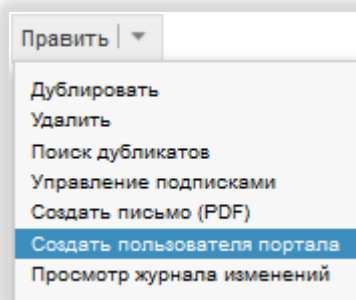 Править
Дублировать
Удалить
Поиск дубликатов
Управление подписками
Создать письмо (PDF)
Создать пользователя портала
Просмотр журнала изменений